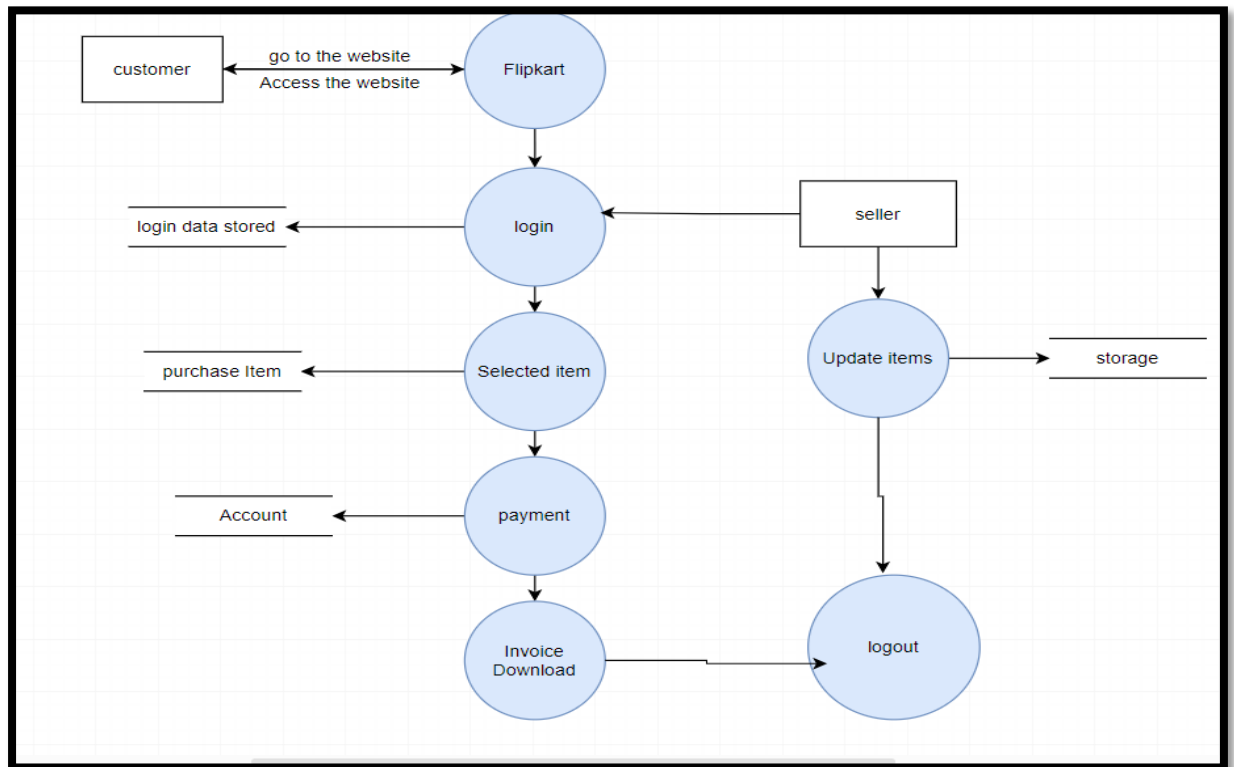 customer
go to the website
Access the website
Flipkart
login data stored
login
seller
purchase Item
Selected item
Update items
storage
Account
payment
Invoice
Download
logout